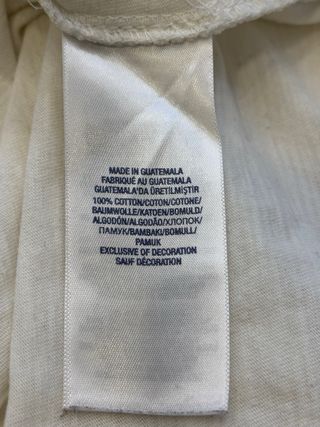 MADE IN GUATEMALA
FABRIQUÉ AU GUATEMALA
GUATEMALA'DA ÜRETILMIŞTIR
100% COTTON/COTON/COTONE/
BAUMWOLLE/KATOEN/BOMULD/
ALGODÓN/ALGODÃO/ХЛОПОК/
ПАМУК/BAMBAKI/BOMULL/
PAMUK
EXCLUSIVE OF DECORATION
SAUF DÉCORATION